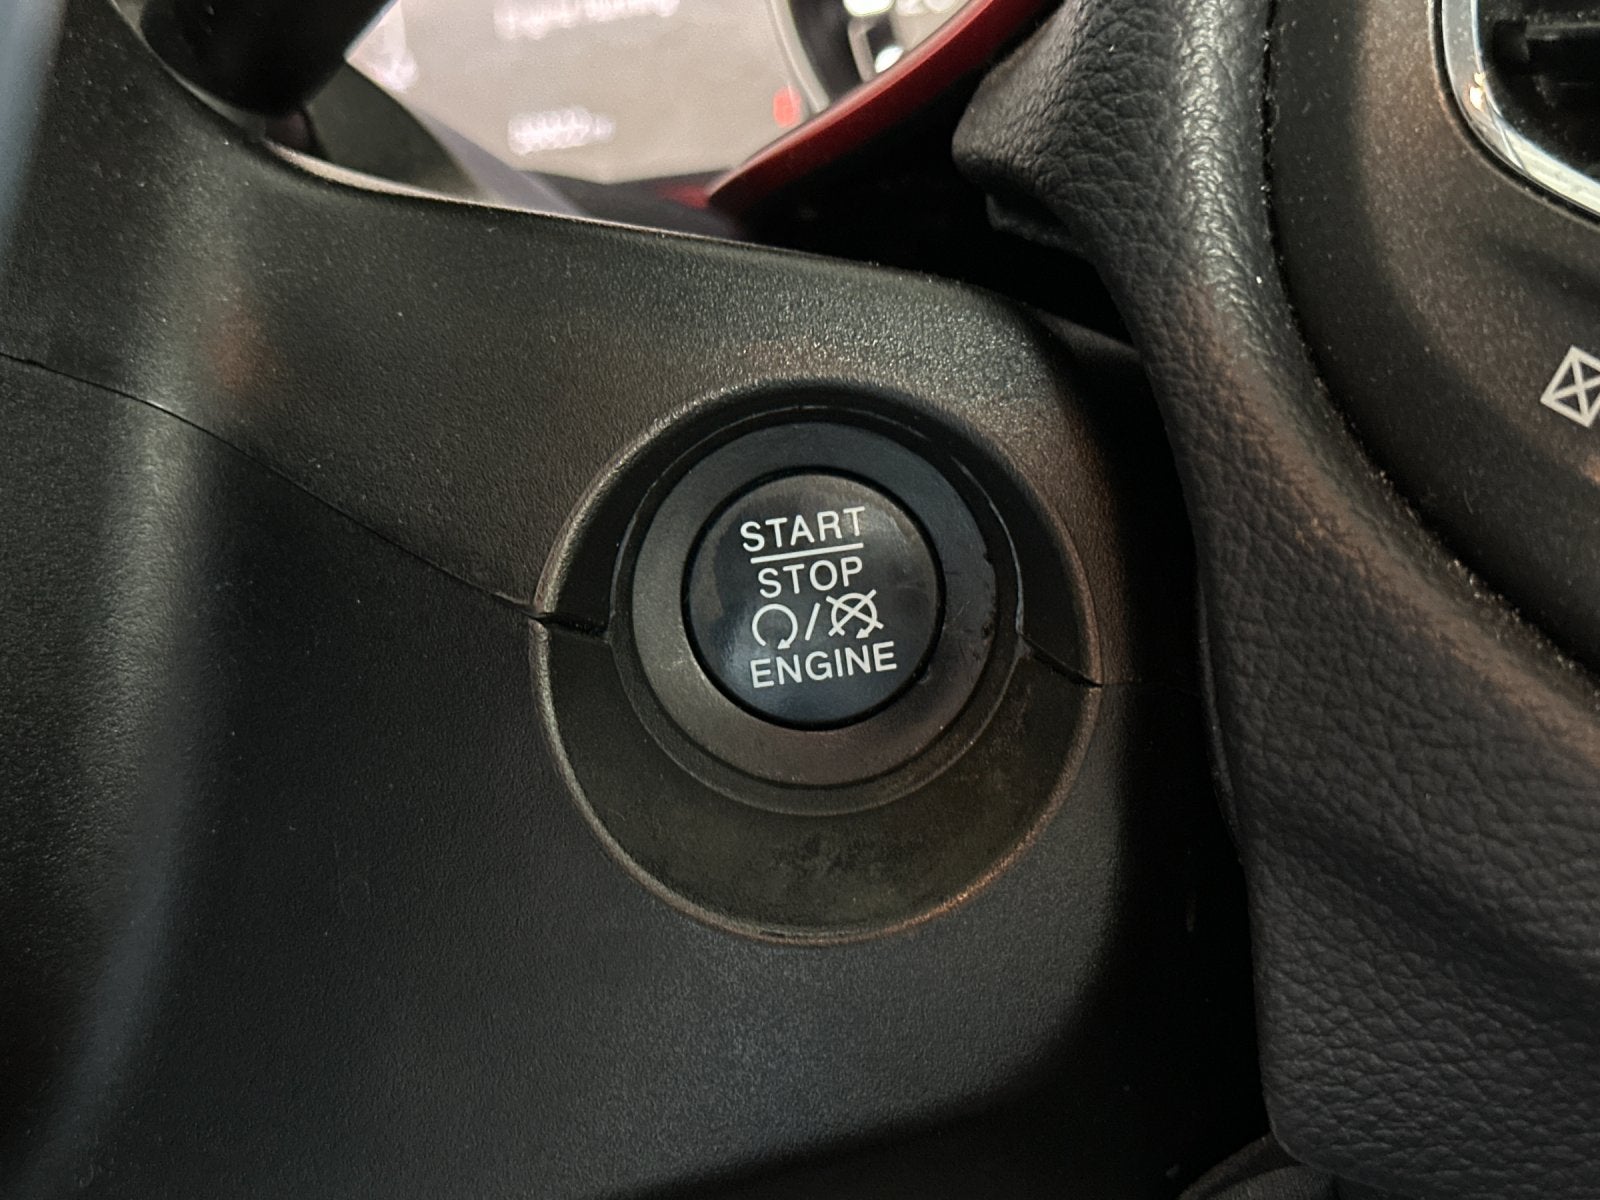 START
STOP
/
ENGINE